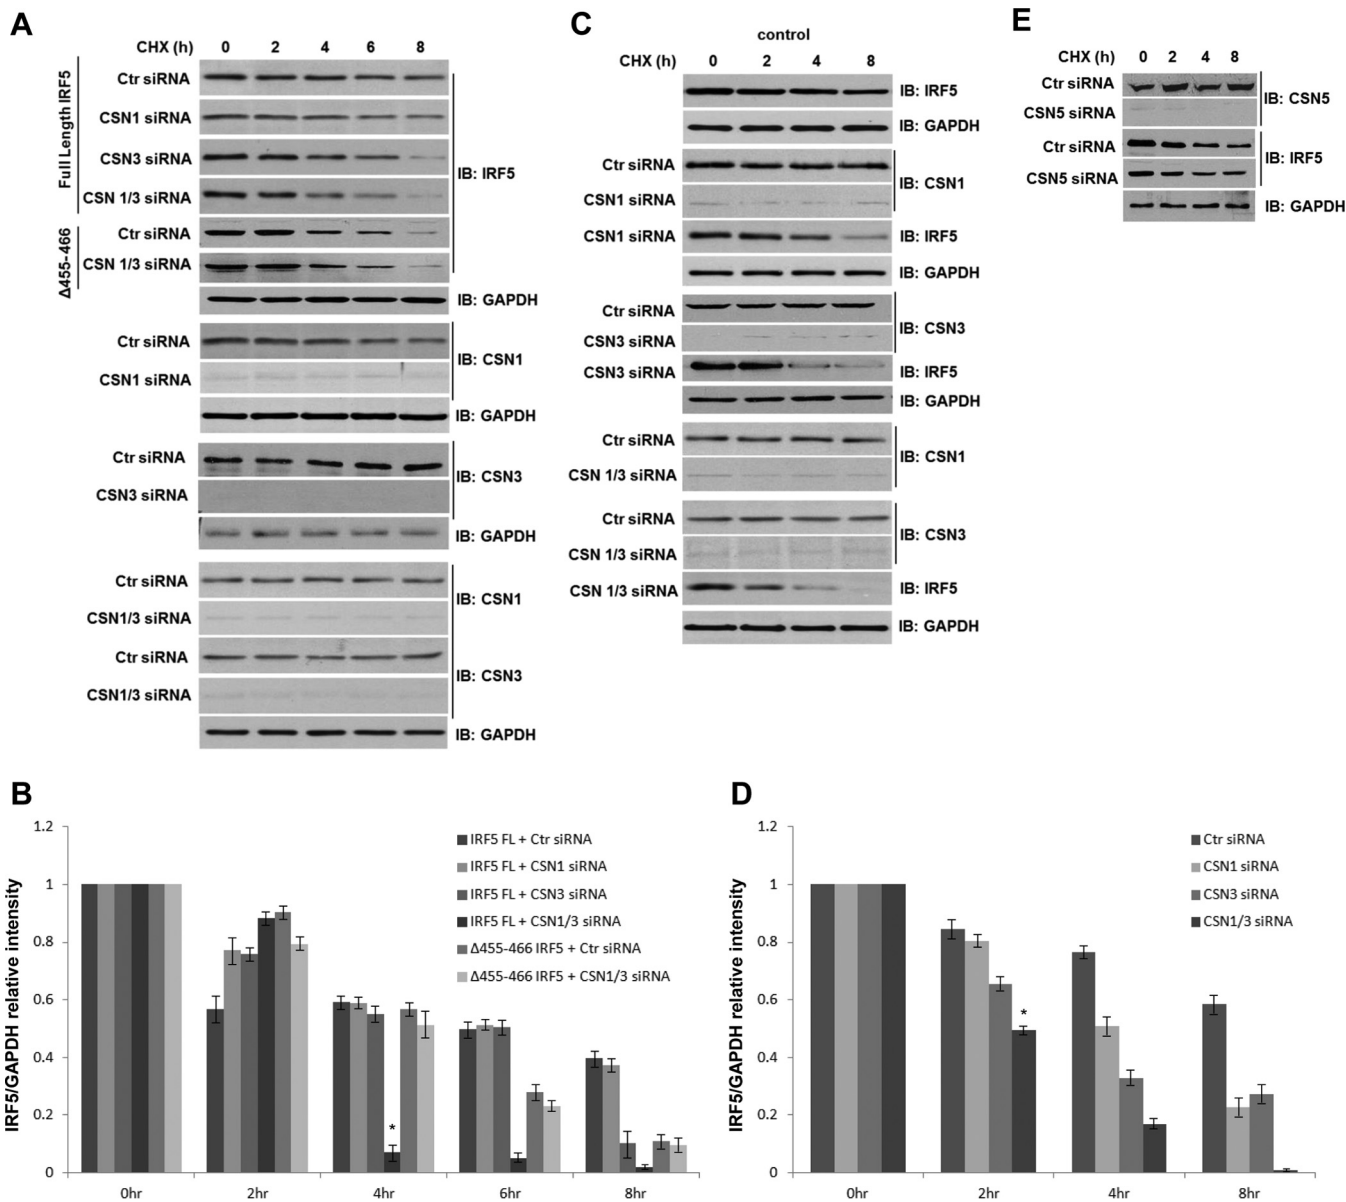 A
CHX (h) 0 2 4 6 8
Full Length IRF5
Ctr siRNA
CSN1 siRNA
CSN3 siRNA
CSN 1/3 siRNA
IB: IRF5
Δ455-466
Ctr siRNA
CSN 1/3 siRNA
IB: GAPDH
Ctr siRNA
CSN1 siRNA
IB: CSN1
IB: GAPDH
Ctr siRNA
CSN3 siRNA
IB: CSN3
IB: GAPDH
Ctr siRNA
CSN1/3 siRNA
IB: CSN1
Ctr siRNA
CSN1/3 siRNA
IB: CSN3
IB: GAPDH
C
control
CHX (h) 0 2 4 8
IB: IRF5
IB: GAPDH
Ctr siRNA
CSN1 siRNA
IB: CSN1
CSN1 siRNA IB: IRF5
IB: GAPDH
Ctr siRNA
CSN3 siRNA
IB: CSN3
CSN3 siRNA IB: IRF5
IB: GAPDH
Ctr siRNA
CSN 1/3 siRNA
IB: CSN1
Ctr siRNA
CSN 1/3 siRNA
IB: CSN3
CSN 1/3 siRNA IB: IRF5
IB: GAPDH
E
CHX (h) 0 2 4 8
Ctr siRNA
CSN5 siRNA
IB: CSN5
Ctr siRNA
CSN5 siRNA
IB: IRF5
IB: GAPDH
B
IRF5/GAPDH relative intensity
1.2
1
0.8
0.6
0.4
0.2
0
0hr 2hr 4hr 6hr 8hr
*
IRF5 FL + Ctr siRNA
IRF5 FL + CSN1 siRNA
IRF5 FL + CSN3 siRNA
IRF5 FL + CSN1/3 siRNA
Δ455-466 IRF5 + Ctr siRNA
Δ455-466 IRF5 + CSN1/3 siRNA
D
IRF5/GAPDH relative intensity
1.2
1
0.8
0.6
0.4
0.2
0
0hr 2hr 4hr 8hr
*
Ctr siRNA
CSN1 siRNA
CSN3 siRNA
CSN1/3 siRNA